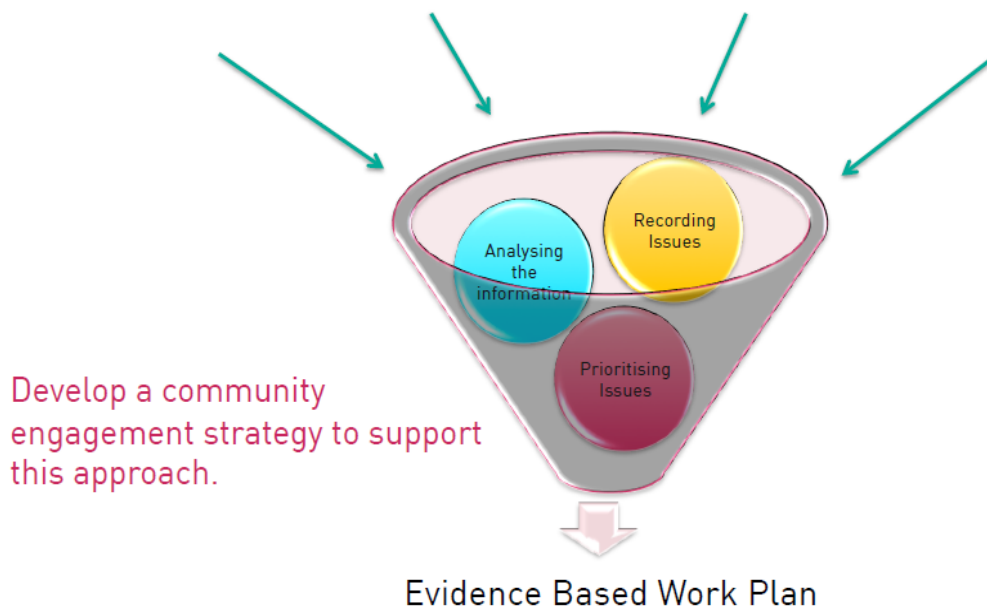 Recording
Issues
Analysing
the
information
Prioritising
Issues
Develop a community
engagement strategy to support
this approach.
Evidence Based Work Plan